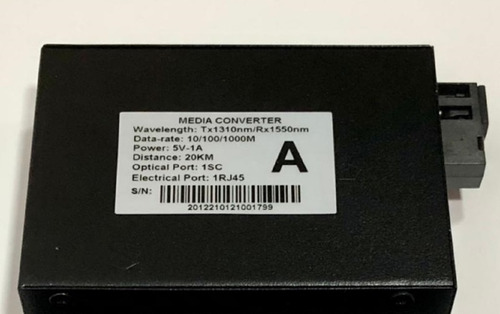 MEDIA CONVERTER
Wavelength: Tx1310nm/Rx1550nm
Data-rate: 10/100/1000M
Power: 5V-1A
Distance: 20KM
Optical Port: 1SC
Electrical Port: 1RJ45
A
S/N:
2012210121001799